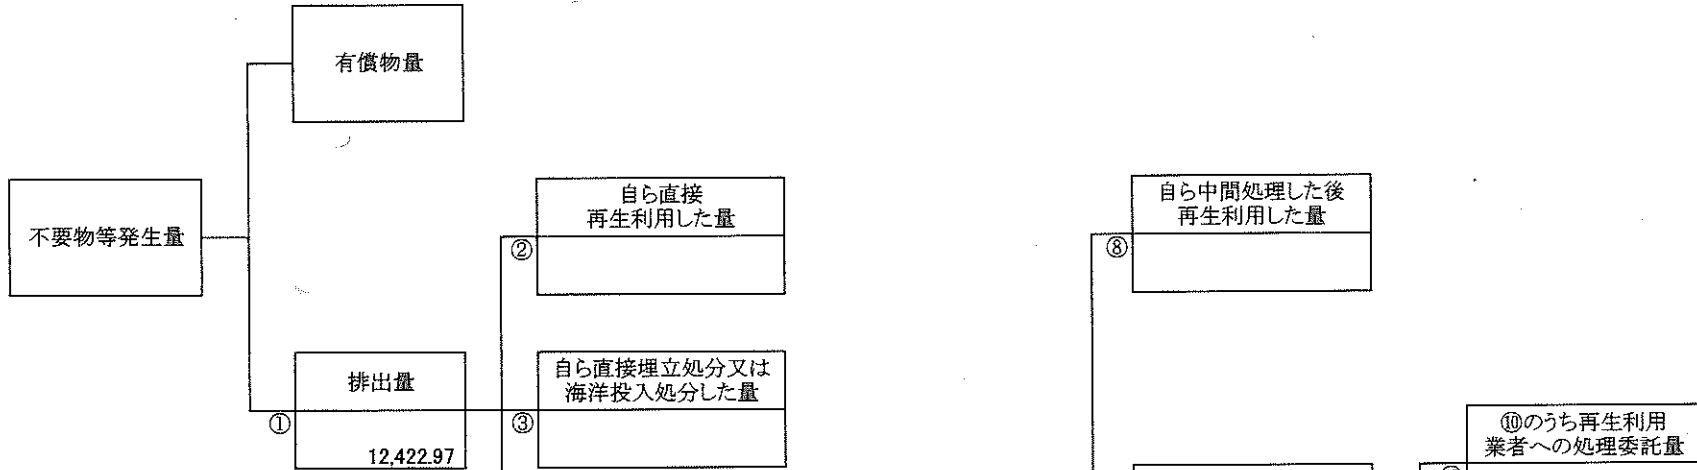 有償物量
不要物等発生量
自ら直接
再生利用した量
②
自ら中間処理した後
再生利用した量
⑧
排出量
①
12,422.97
自ら直接埋立処分又は
海洋投入処分した量
③
⑩のうち再生利用
業者への処理委託量